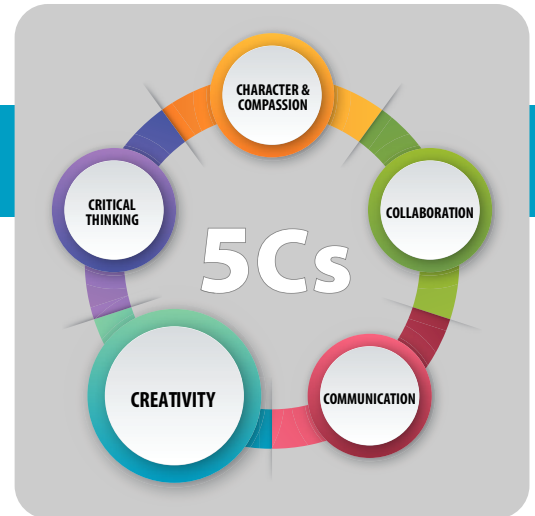 CHARACTER &
COMPASSION
CRITICAL
THINKING
COLLABORATION
5Cs
CREATIVITY
COMMUNICATION